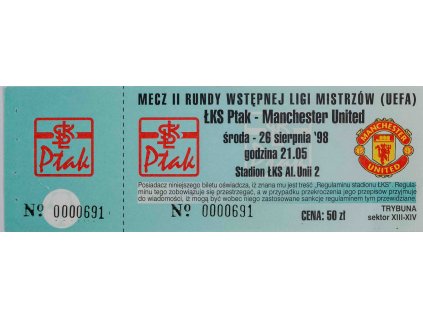 ŁKS
Ptak
Nº 0000691
MECZ II RUNDY WSTĘPNEJ LIGI MISTRZÓW (UEFA)
ŁKS Ptak - Manchester United
środa - 26 sierpnia '98
godzina 21.05
Stadion ŁKS Al. Unii 2
ŁKS
Ptak
MANCHESTER
UNITED
Posiadacz niniejszego biletu oświadcza, iż znana mu jest treść „Regulaminu stadionu ŁKS". Regula-
minu tego zobowiązuje się przestrzegać, a w przypadku naruszenia jego przepisów przyjmuje
do wiadomości, iż mogą być wobec niego zastosowane sankcje regulaminem tym przewidziane.
Nº 0000691
CENA: 50 zł
TRYBUNA
sektor XIII-XIV